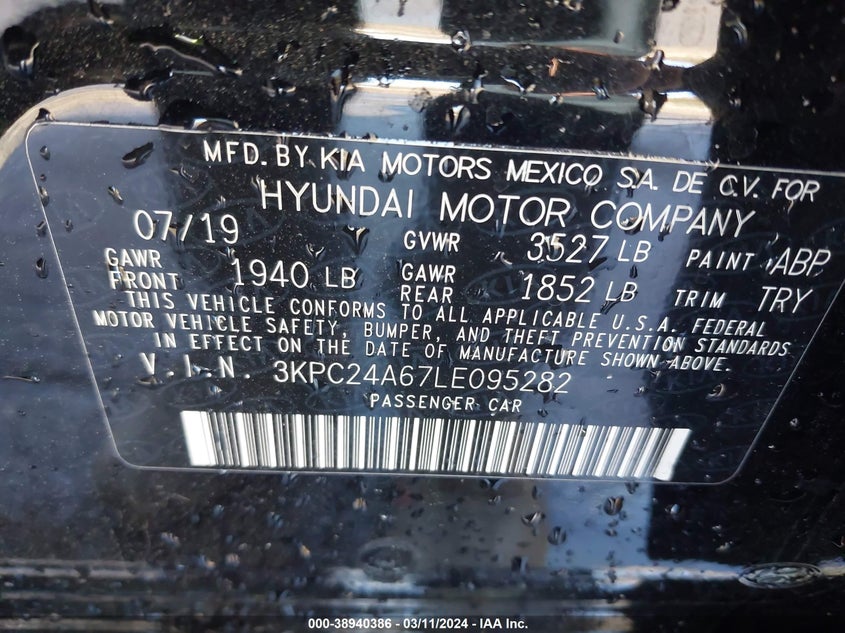 MFD. BY KIA MOTORS MEXICO S.A. DE C.V. FOR
HYUNDAI MOTOR COMPANY
07/19 GVWR 3527 LB PAINT ABP
GAWR FRONT 1940 LB GAWR REAR 1852 LB TRIM TRY
THIS VEHICLE CONFORMS TO ALL APPLICABLE U.S.A. FEDERAL
MOTOR VEHICLE SAFETY, BUMPER, AND THEFT PREVENTION STANDARDS
IN EFFECT ON THE DATE OF MANUFACTURE SHOWN ABOVE.
V. I. N. 3KPC24A67LE095282
PASSENGER CAR
000-38940386 - 03/11/2024 - IAA Inc.